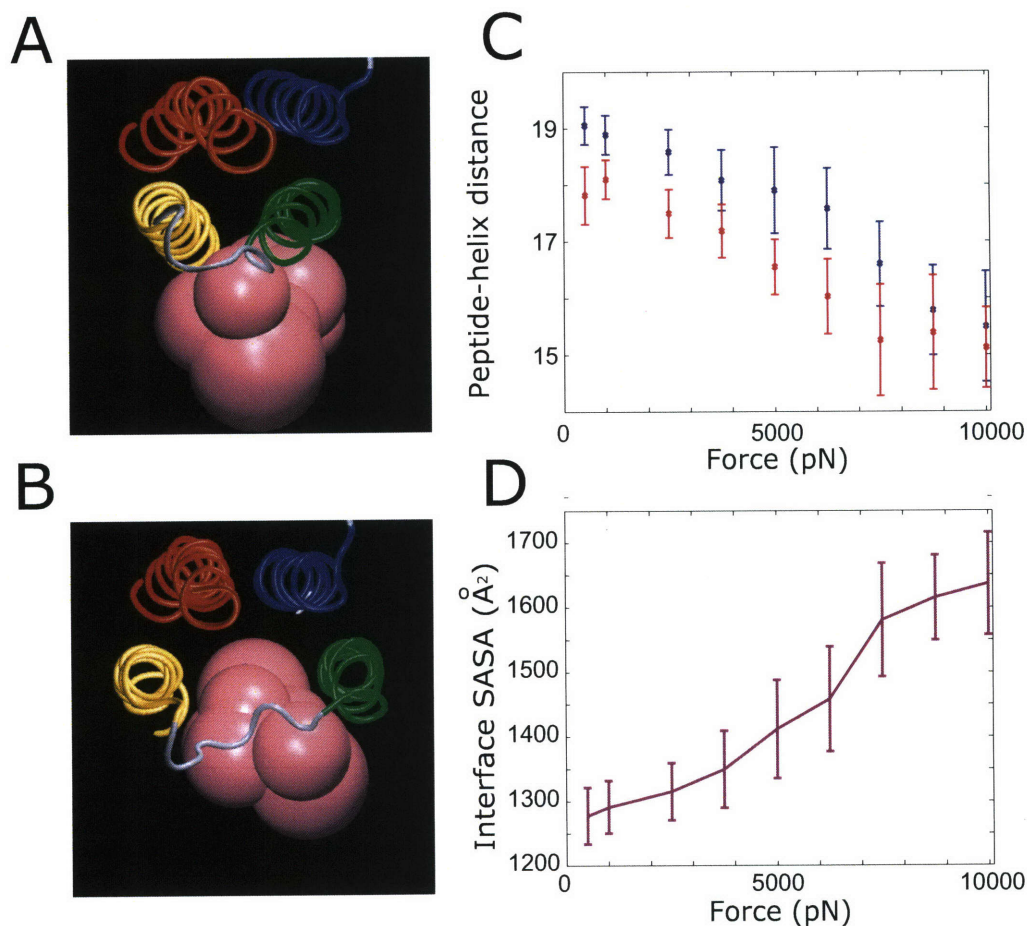 A
B
C
Peptide-helix distance
19
17
15
0
5000
10000
Force (pN)
D
Interface SASA (Å2)
1700
1600
1500
1400
1300
1200
0
5000
10000
Force (pN)